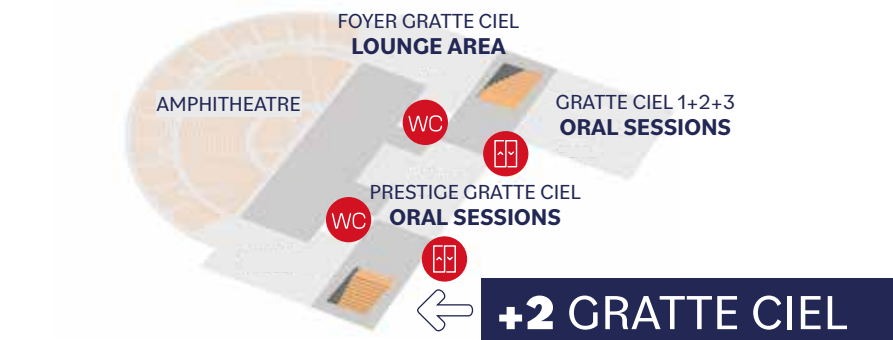 FOYER GRATTE CIEL
LOUNGE AREA
AMPHITHEATRE
GRATTE CIEL 1+2+3
ORAL SESSIONS
WC
PRESTIGE GRATTE CIEL
ORAL SESSIONS
WC
+2 GRATTE CIEL